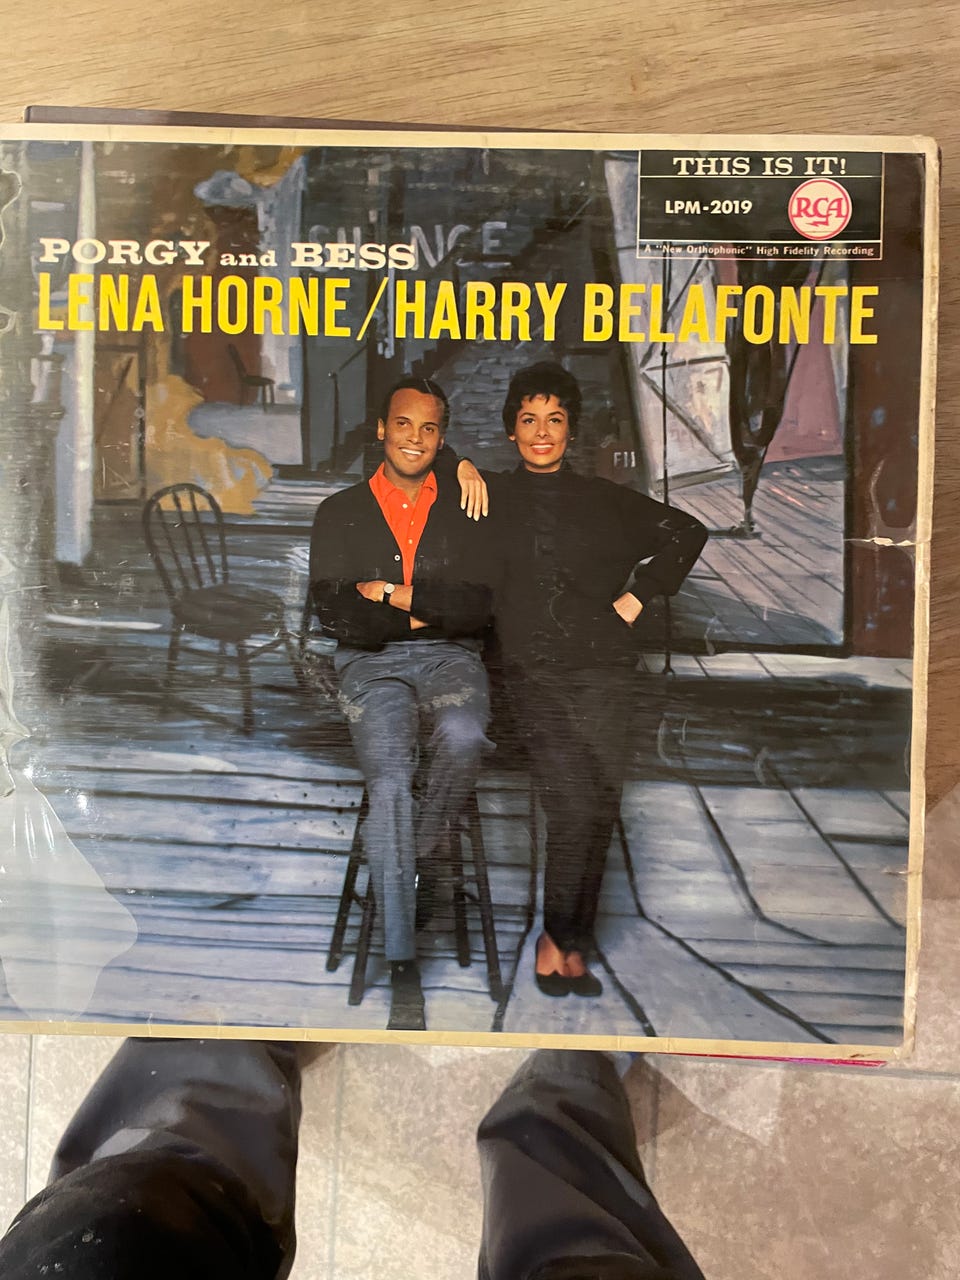 THIS IS IT!
LPM-2019
RCA
A "New Orthophonic" High Fidelity Recording
PORGY and BESS
LENA HORNE/HARRY BELAFONTE